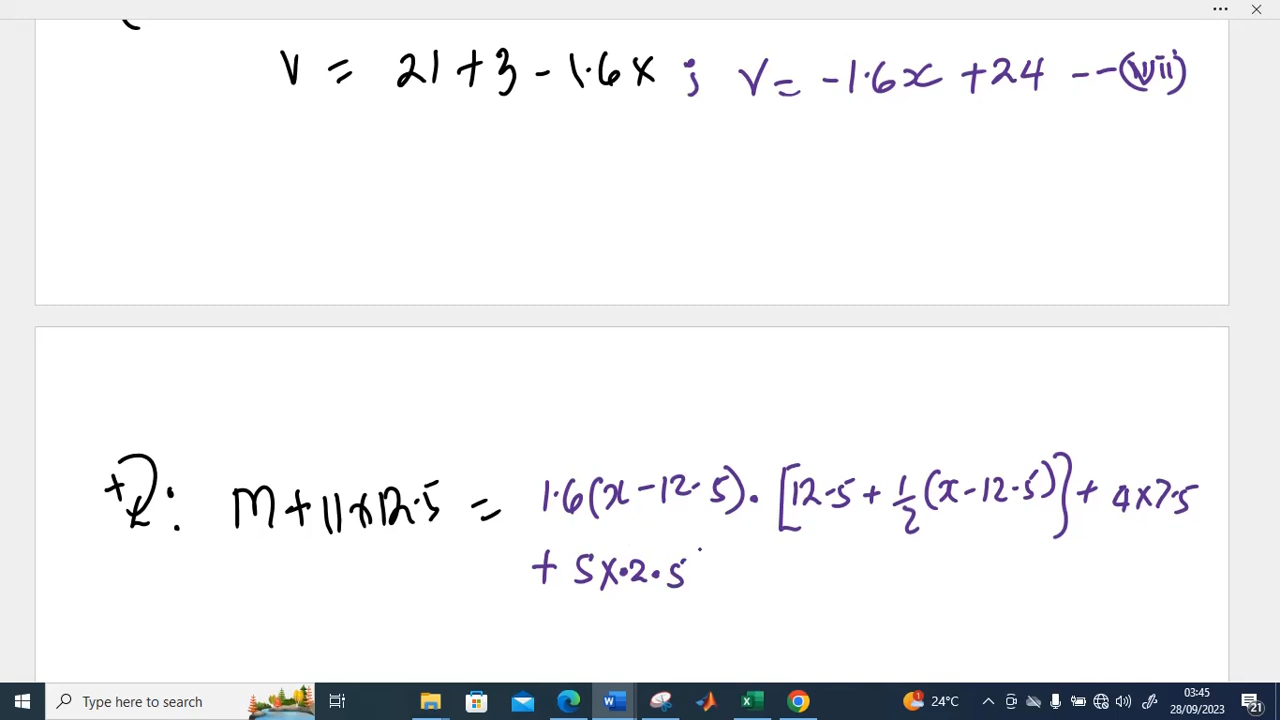 V = 21 + 3 - 1.6x ; V = -1.6x + 24 --- (vii)
+ : M + 11 x 12.5 = 1.6(x - 12.5) . [12.5 + 1/2 (x - 12.5)] + 4 x 7.5
+ 5 x 2.5
Type here to search
24°C
03:45
28/09/2023
21